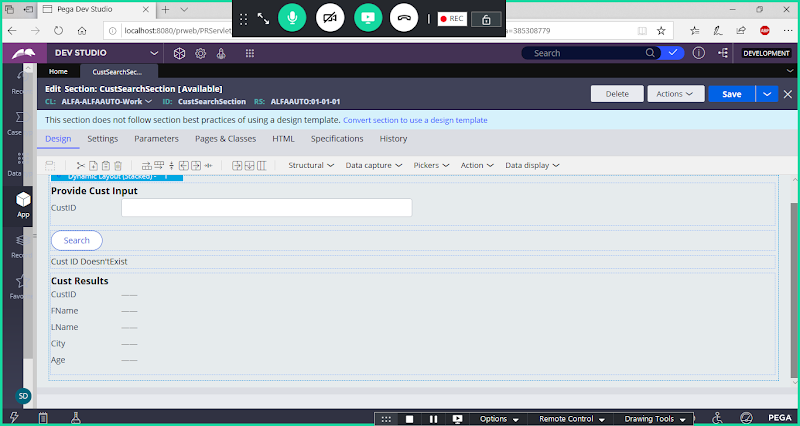 Pega Dev Studio
localhost:8080/prweb/PRServlet
=385308779
REC
DEV STUDIO
Search
DEVELOPMENT
Home
CustSearchSec...
Edit Section: CustSearchSection [Available]
CL: ALFA-ALFAAUTO-Work ID: CustSearchSection RS: ALFAAUTO:01-01-01
Delete
Actions
Save
This section does not follow section best practices of using a design template. Convert section to use a design template
Design Settings Parameters Pages & Classes HTML Specifications History
Structural Data capture Pickers Action Data display
Dynamic Layout (Stacked) -
Provide Cust Input
CustID
Search
Cust ID Doesn'tExist
Cust Results
CustID
FName
LName
City
Age
Case
Data
App
Favo
SD
Options Remote Control Drawing Tools
PEGA